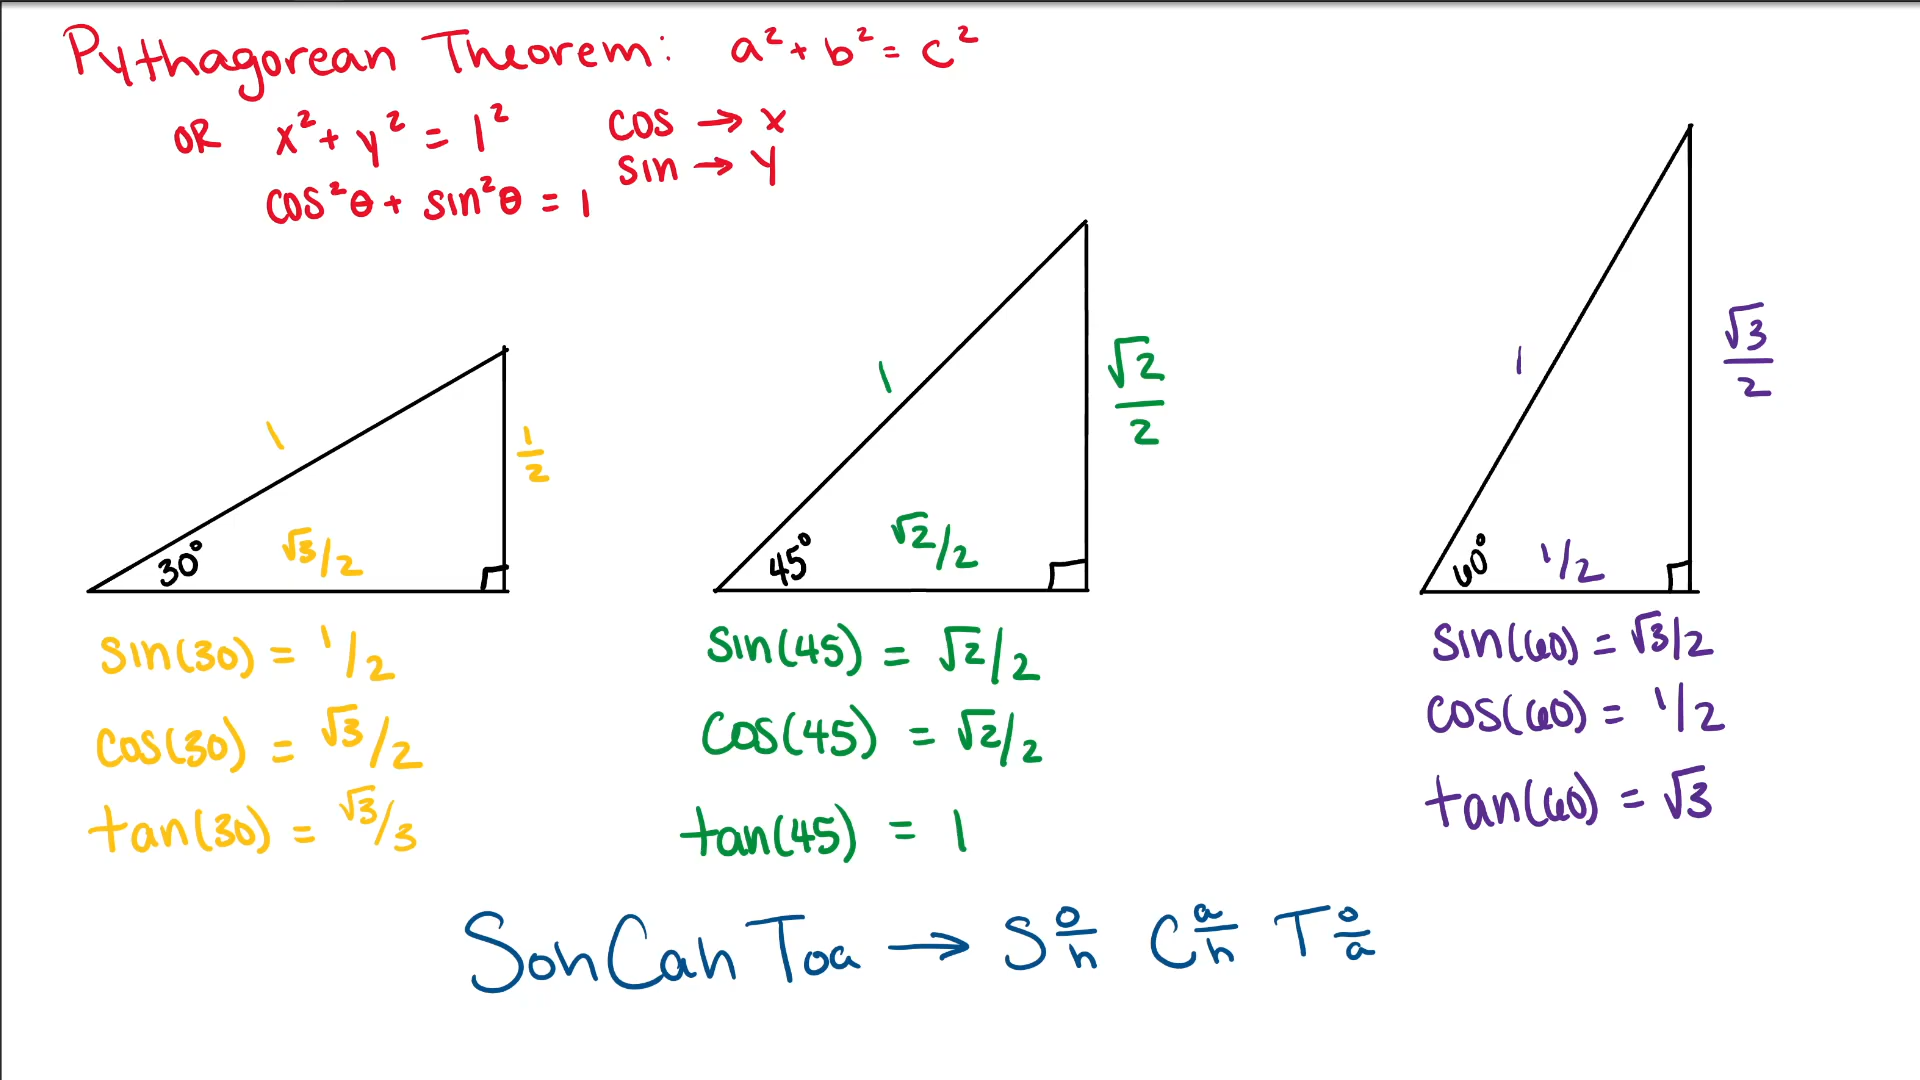 Pythagorean Theorem: a² + b² = c²
OR x² + y² = 1² cos → x
sin → y
cos²θ + sin²θ = 1
1
1/2
30°
√3/2
sin(30) = 1/2
cos(30) = √3/2
tan(30) = √3/3
1
√2/2
45°
√2/2
sin(45) = √2/2
cos(45) = √2/2
tan(45) = 1
1
√3/2
60°
1/2
sin(60) = √3/2
cos(60) = 1/2
tan(60) = √3
Soh Cah Toa → S o/h C a/h T o/a